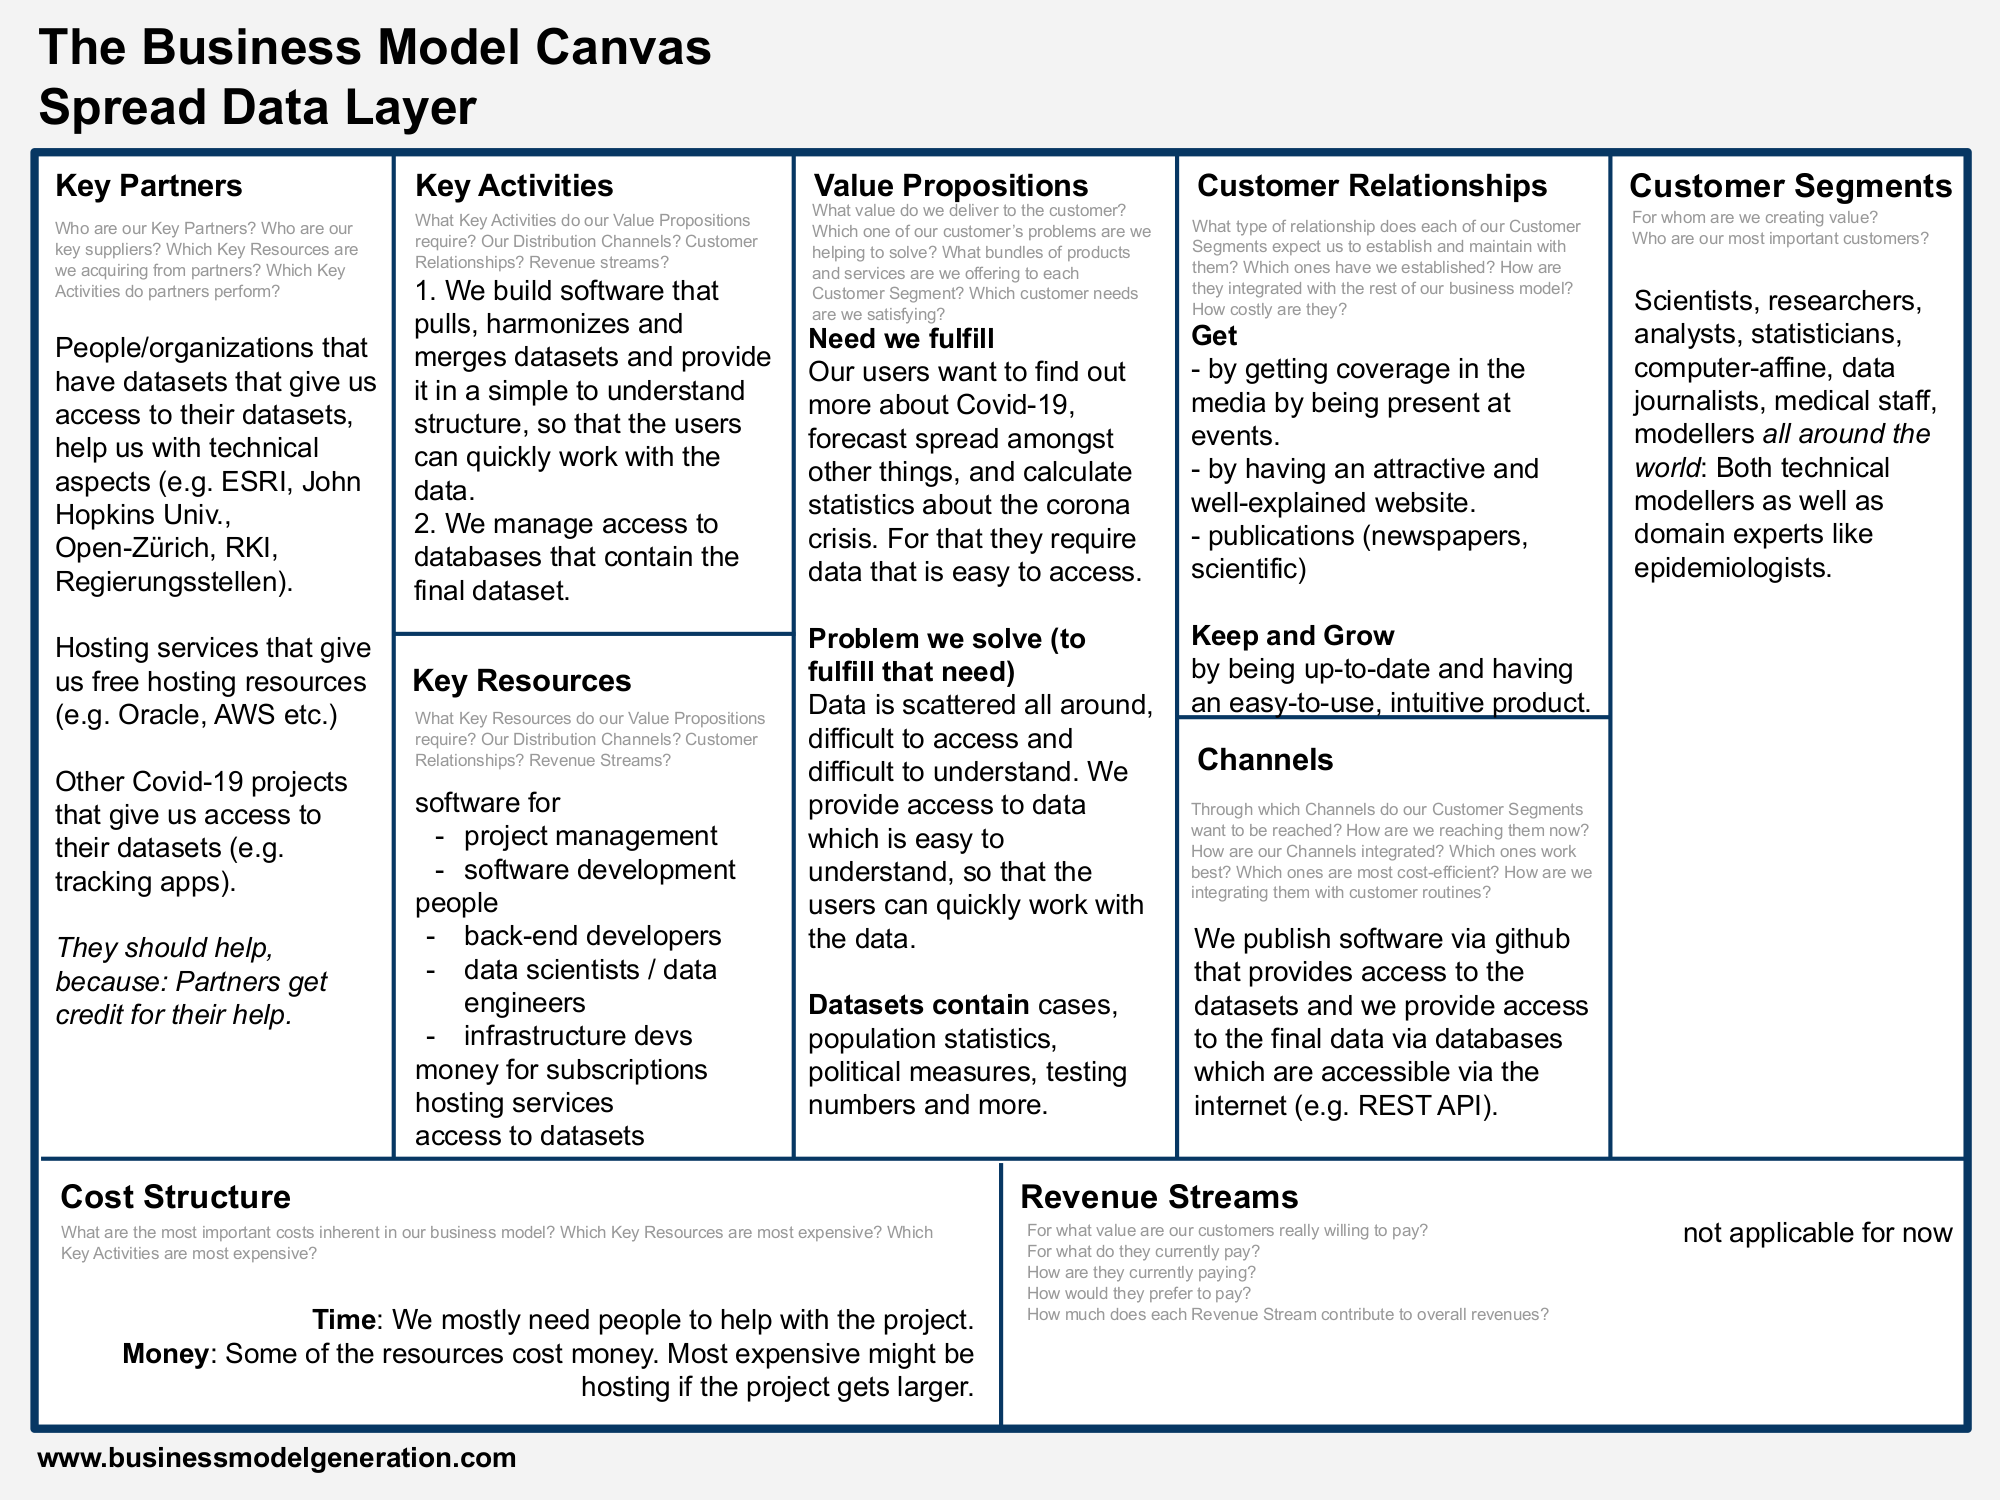 The Business Model Canvas
Spread Data Layer
Key Partners
Who are our Key Partners? Who are our
key suppliers? Which Key Resources are
we acquiring from partners? Which Key
Activities do partners perform?
People/organizations that
have datasets that give us
access to their datasets,
help us with technical
aspects (e.g. ESRI, John
Hopkins Univ.,
Open-Zürich, RKI,
Regierungsstellen).
Hosting services that give
us free hosting resources
(e.g. Oracle, AWS etc.)
Other Covid-19 projects
that give us access to
their datasets (e.g.
tracking apps).
They should help,
because: Partners get
credit for their help.
Key Activities
What Key Activities do our Value Propositions
require? Our Distribution Channels? Customer
Relationships? Revenue streams?
1. We build software that
pulls, harmonizes and
merges datasets and provide
it in a simple to understand
structure, so that the users
can quickly work with the
data.
2. We manage access to
databases that contain the
final dataset.
Key Resources
What Key Resources do our Value Propositions
require? Our Distribution Channels? Customer
Relationships? Revenue Streams?
software for
- project management
- software development
people
- back-end developers
- data scientists / data
engineers
- infrastructure devs
money for subscriptions
hosting services
access to datasets
Value Propositions
What value do we deliver to the customer?
Which one of our customer's problems are we
helping to solve? What bundles of products
and services are we offering to each
Customer Segment? Which customer needs
are we satisfying?
Need we fulfill
Our users want to find out
more about Covid-19,
forecast spread amongst
other things, and calculate
statistics about the corona
crisis. For that they require
data that is easy to access.
Problem we solve (to
fulfill that need)
Data is scattered all around,
difficult to access and
difficult to understand. We
provide access to data
which is easy to
understand, so that the
users can quickly work with
the data.
Datasets contain cases,
population statistics,
political measures, testing
numbers and more.
Customer Relationships
What type of relationship does each of our Customer
Segments expect us to establish and maintain with
them? Which ones have we established? How are
they integrated with the rest of our business model?
How costly are they?
Get
- by getting coverage in the
media by being present at
events.
- by having an attractive and
well-explained website.
- publications (newspapers,
scientific)
Keep and Grow
by being up-to-date and having
an easy-to-use, intuitive product.
Channels
Through which Channels do our Customer Segments
want to be reached? How are we reaching them now?
How are our Channels integrated? Which ones work
best? Which ones are most cost-efficient? How are we
integrating them with customer routines?
We publish software via github
that provides access to the
datasets and we provide access
to the final data via databases
which are accessible via the
internet (e.g. REST API).
Customer Segments
For whom are we creating value?
Who are our most important customers?
Scientists, researchers,
analysts, statisticians,
computer-affine, data
journalists, medical staff,
modellers all around the
world: Both technical
modellers as well as
domain experts like
epidemiologists.
Cost Structure
What are the most important costs inherent in our business model? Which Key Resources are most expensive? Which
Key Activities are most expensive?
Time: We mostly need people to help with the project.
Money: Some of the resources cost money. Most expensive might be
hosting if the project gets larger.
Revenue Streams
For what value are our customers really willing to pay?
For what do they currently pay?
How are they currently paying?
How would they prefer to pay?
How much does each Revenue Stream contribute to overall revenues?
not applicable for now
www.businessmodelgeneration.com